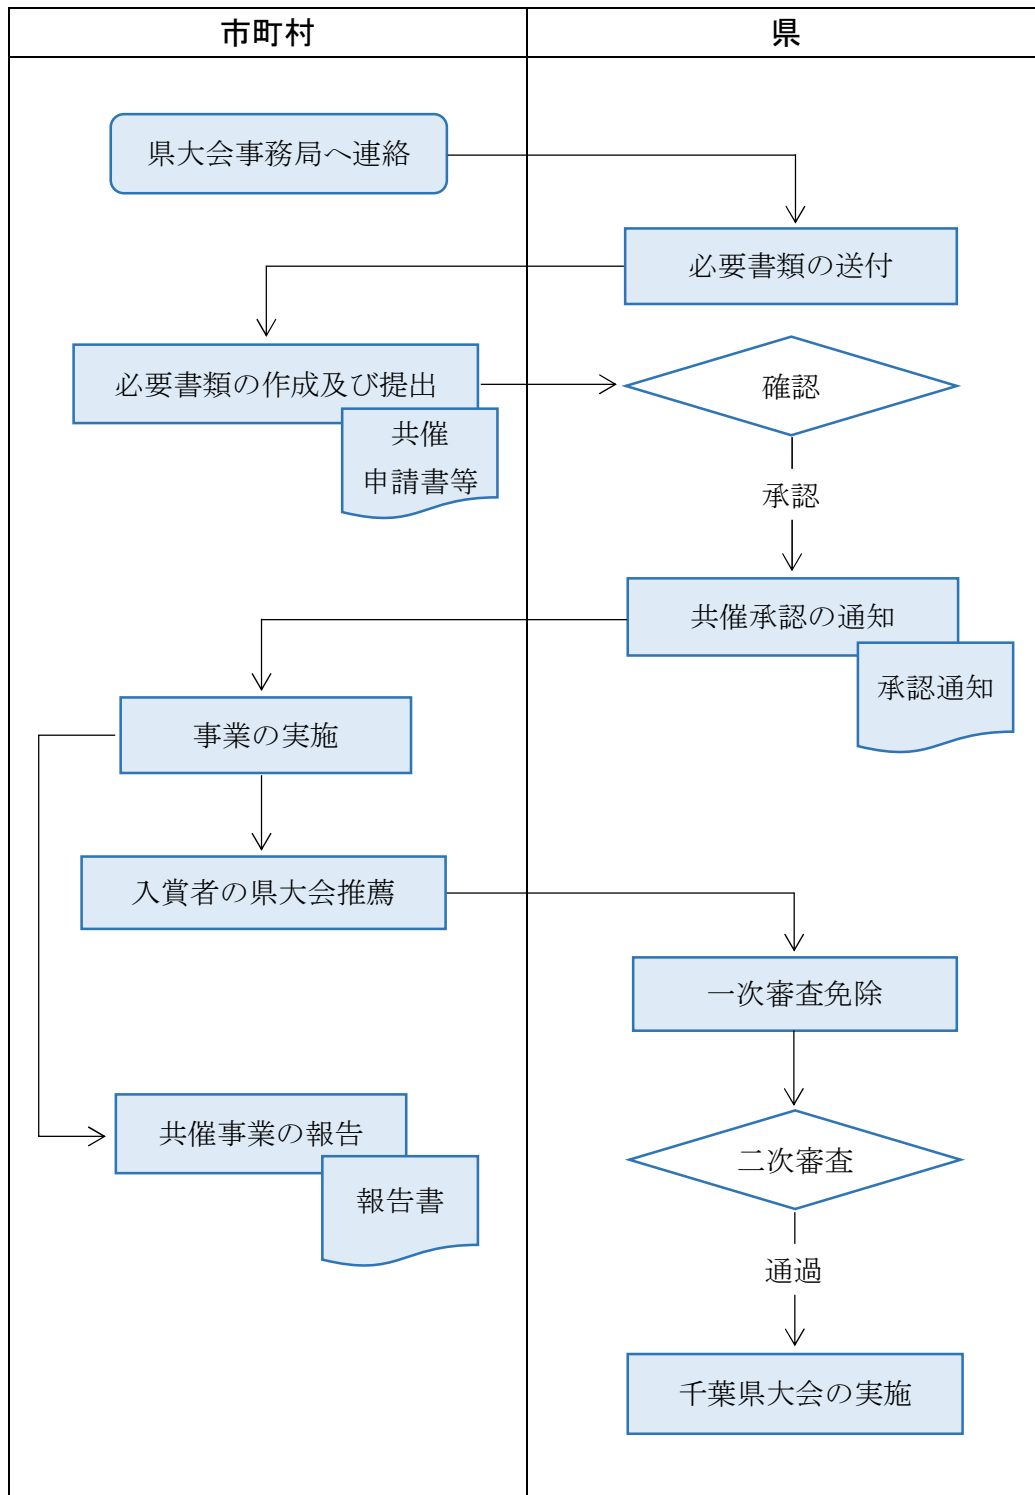 市町村
県
県大会事務局へ連絡
必要書類の送付
必要書類の作成及び提出
確認
共催
申請書等
承認
共催承認の通知
承認通知
事業の実施
入賞者の県大会推薦
一次審査免除
共催事業の報告
二次審査
報告書
通過
千葉県大会の実施